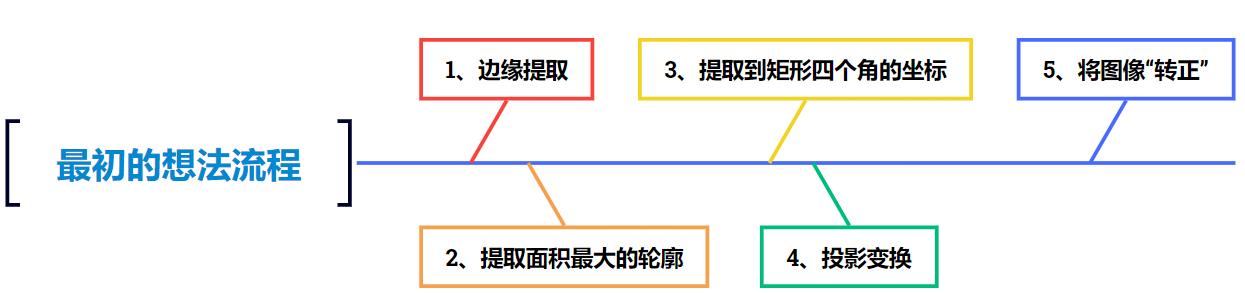 最初的想法流程
1、边缘提取
2、提取面积最大的轮廓
3、提取到矩形四个角的坐标
4、投影变换
5、将图像“转正”